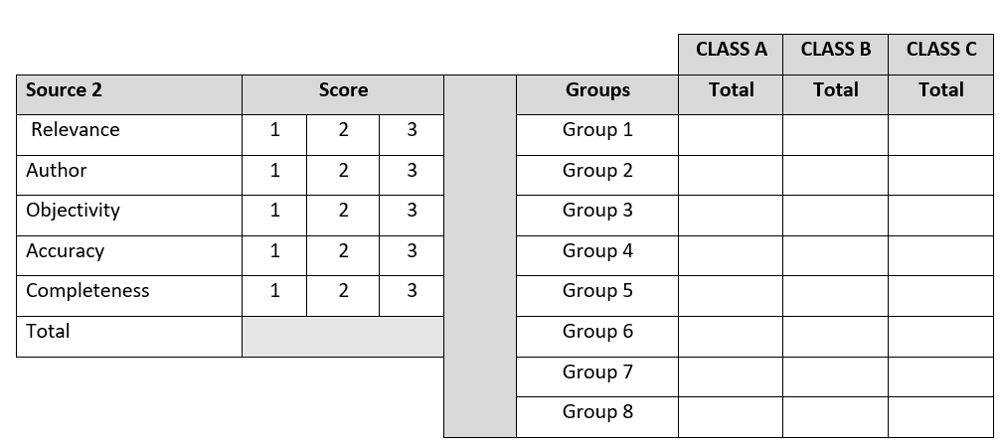 CLASS A CLASS B CLASS C
Source 2 Score Groups Total Total Total
Relevance 1 2 3 Group 1
Author 1 2 3 Group 2
Objectivity 1 2 3 Group 3
Accuracy 1 2 3 Group 4
Completeness 1 2 3 Group 5
Total Group 6
Group 7
Group 8